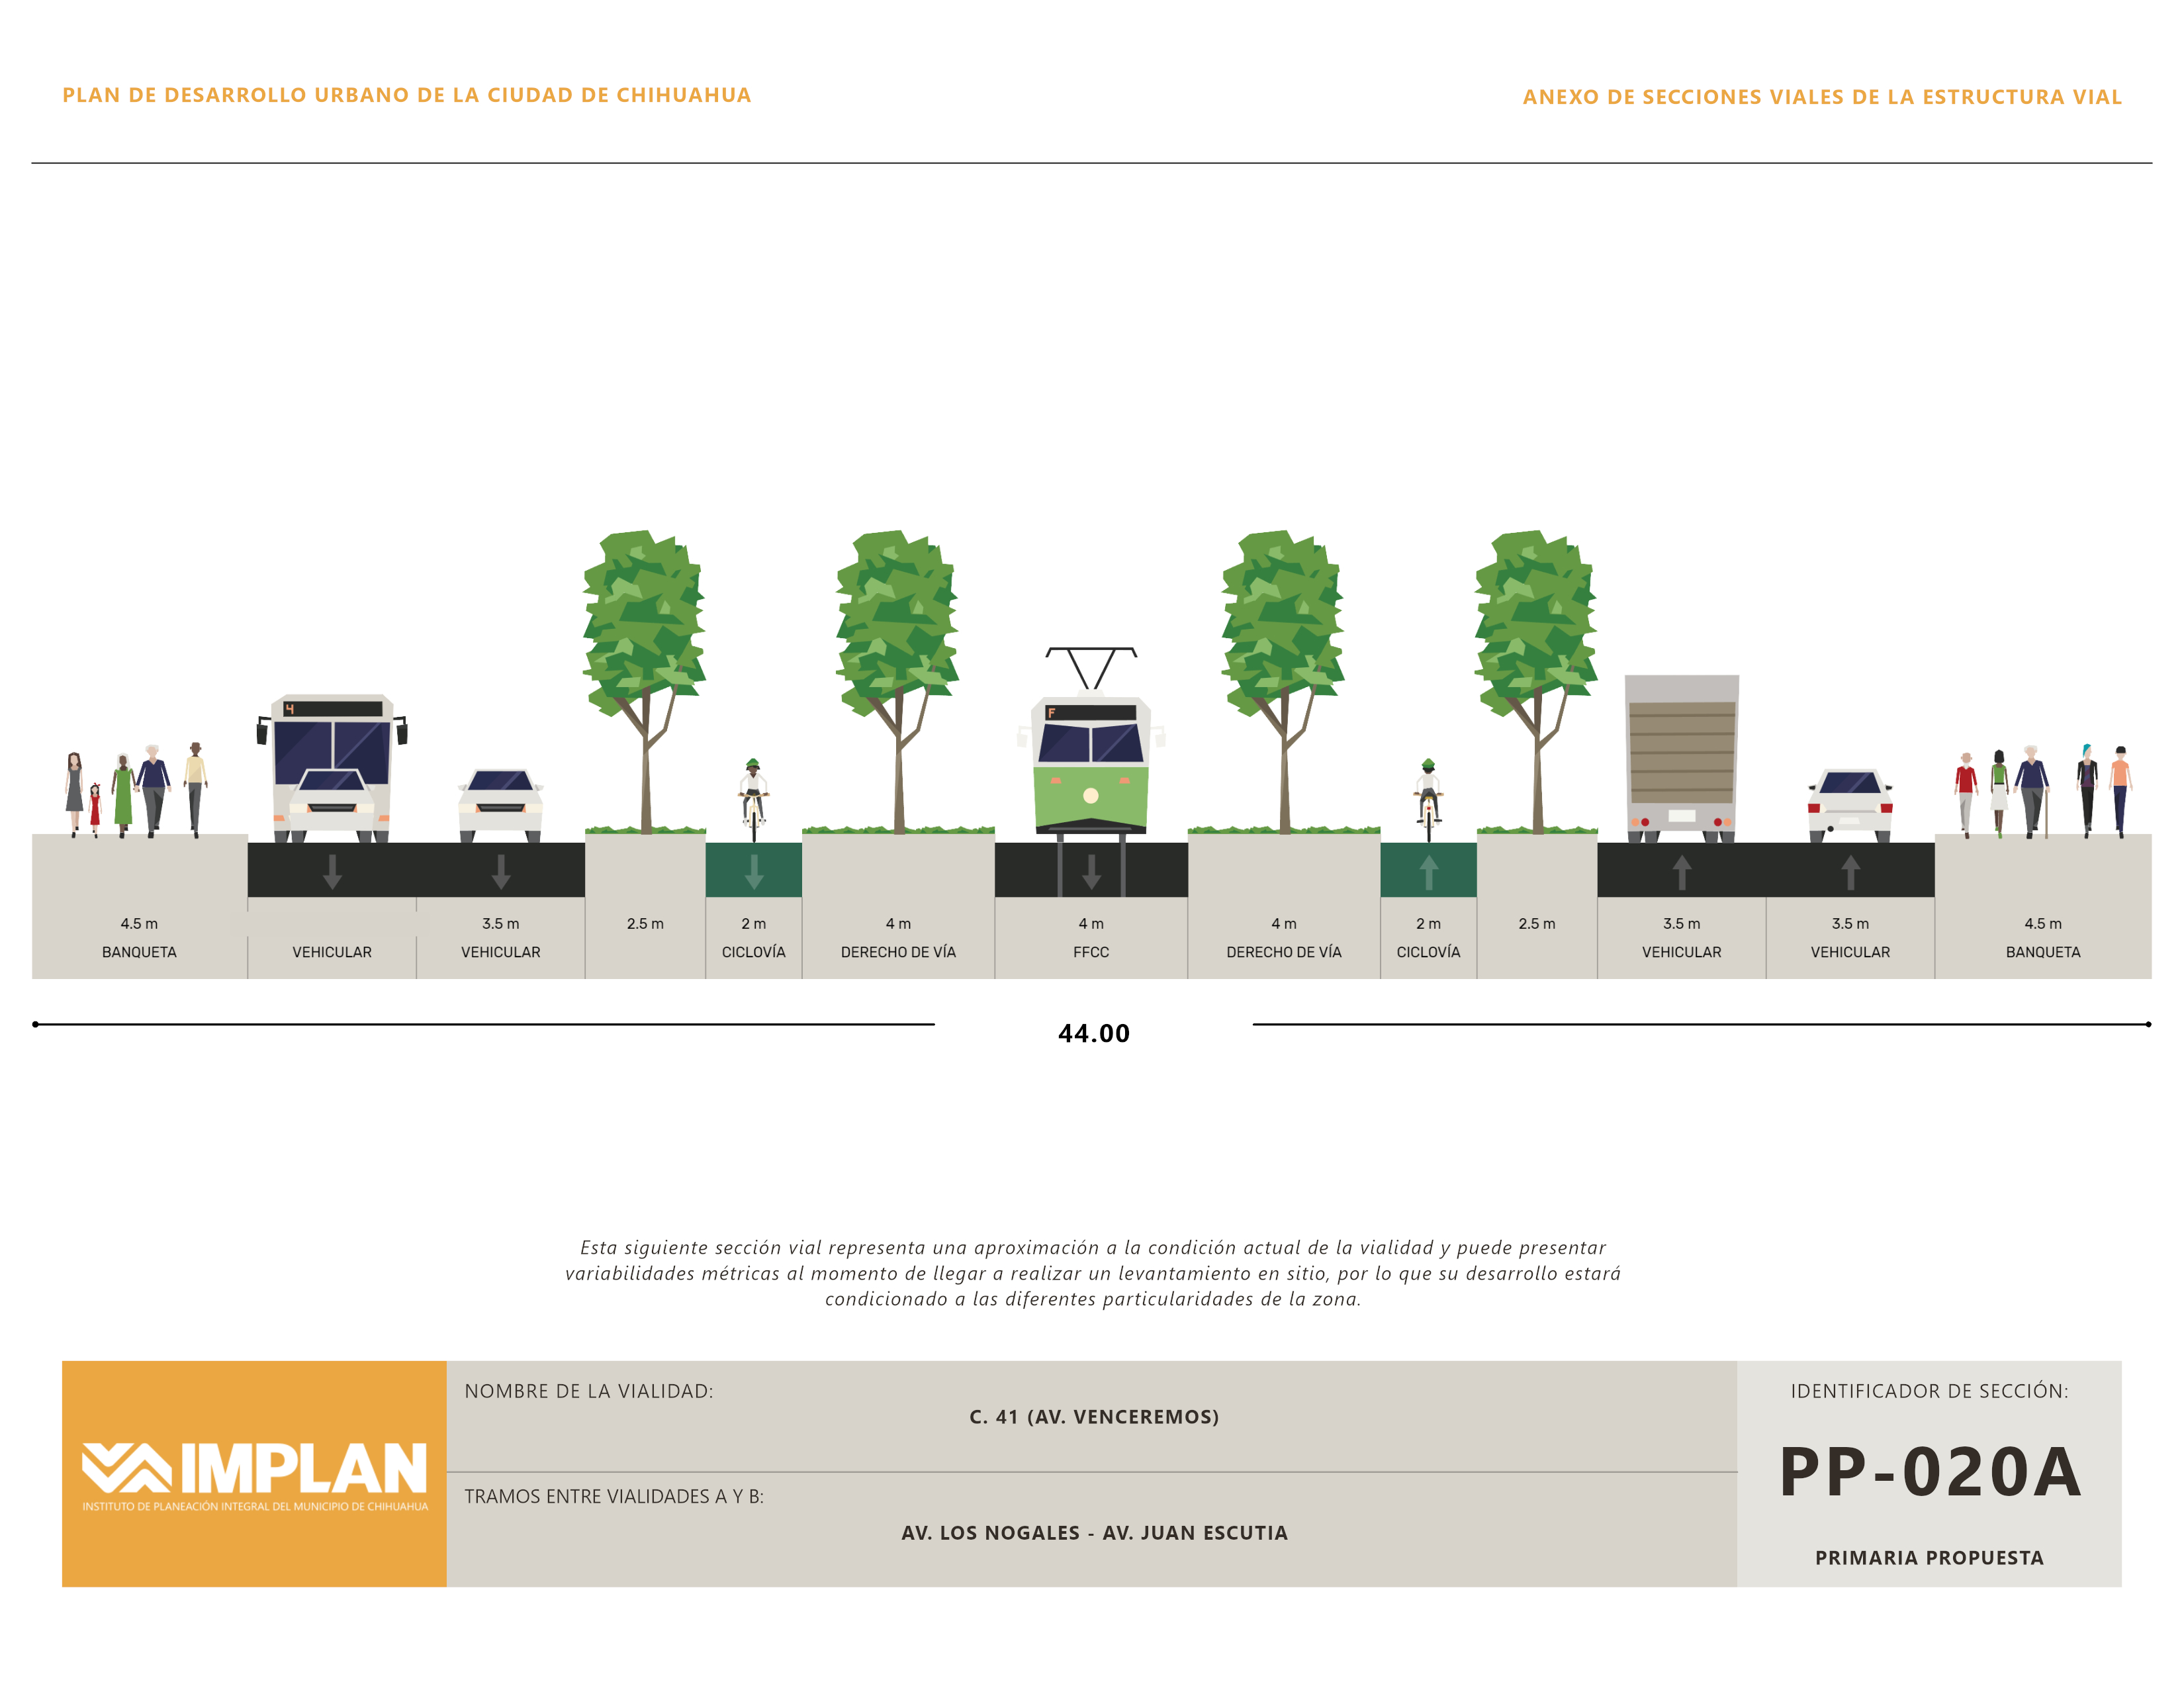 PLAN DE DESARROLLO URBANO DE LA CIUDAD DE CHIHUAHUA
ANEXO DE SECCIONES VIALES DE LA ESTRUCTURA VIAL
4
F
4.5 m
3.5 m
2.5 m
2 m
4 m
4 m
4 m
2 m
2.5 m
3.5 m
3.5 m
4.5 m
BANQUETA
VEHICULAR
VEHICULAR
CICLOVÍA
DERECHO DE VÍA
FFCC
DERECHO DE VÍA
CICLOVÍA
VEHICULAR
VEHICULAR
BANQUETA
44.00
Esta siguiente sección vial representa una aproximación a la condición actual de la vialidad y puede presentar
variabilidades métricas al momento de llegar a realizar un levantamiento en sitio, por lo que su desarrollo estará
condicionado a las diferentes particularidades de la zona.
IMPLAN
INSTITUTO DE PLANEACIÓN INTEGRAL DEL MUNICIPIO DE CHIHUAHUA
NOMBRE DE LA VIALIDAD:
C. 41 (AV. VENCEREMOS)
TRAMOS ENTRE VIALIDADES A Y B:
AV. LOS NOGALES - AV. JUAN ESCUTIA
IDENTIFICADOR DE SECCIÓN:
PP-020A
PRIMARIA PROPUESTA